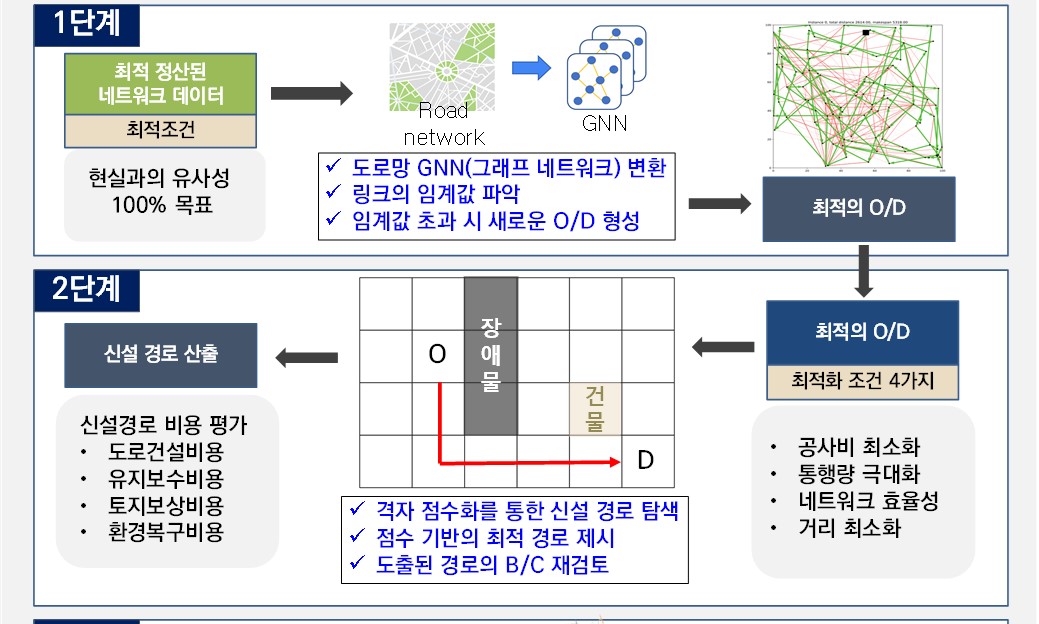 1단계
최적 정산된
네트워크 데이터
최적조건
현실과의 유사성
100% 목표
Road
network
GNN
✓ 도로망 GNN(그래프 네트워크) 변환
✓ 링크의 임계값 파악
✓ 임계값 초과 시 새로운 O/D 형성
최적의 O/D
2단계
신설 경로 산출
신설경로 비용 평가
• 도로건설비용
• 유지보수비용
• 토지보상비용
• 환경복구비용
O
장
애
물
건
물
D
✓ 격자 점수화를 통한 신설 경로 탐색
✓ 점수 기반의 최적 경로 제시
✓ 도출된 경로의 B/C 재검토
최적의 O/D
최적화 조건 4가지
• 공사비 최소화
• 통행량 극대화
• 네트워크 효율성
• 거리 최소화